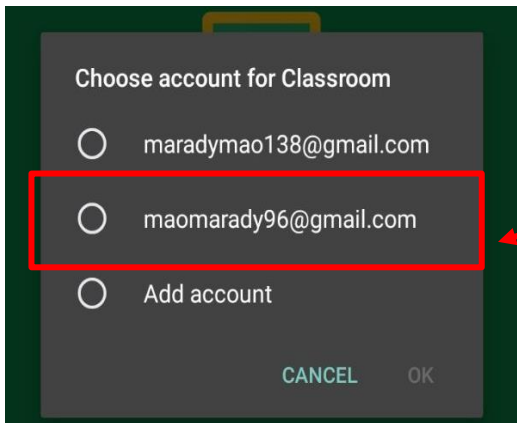 Choose account for Classroom
maradymao138@gmail.com
maomarady96@gmail.com
Add account
CANCEL OK